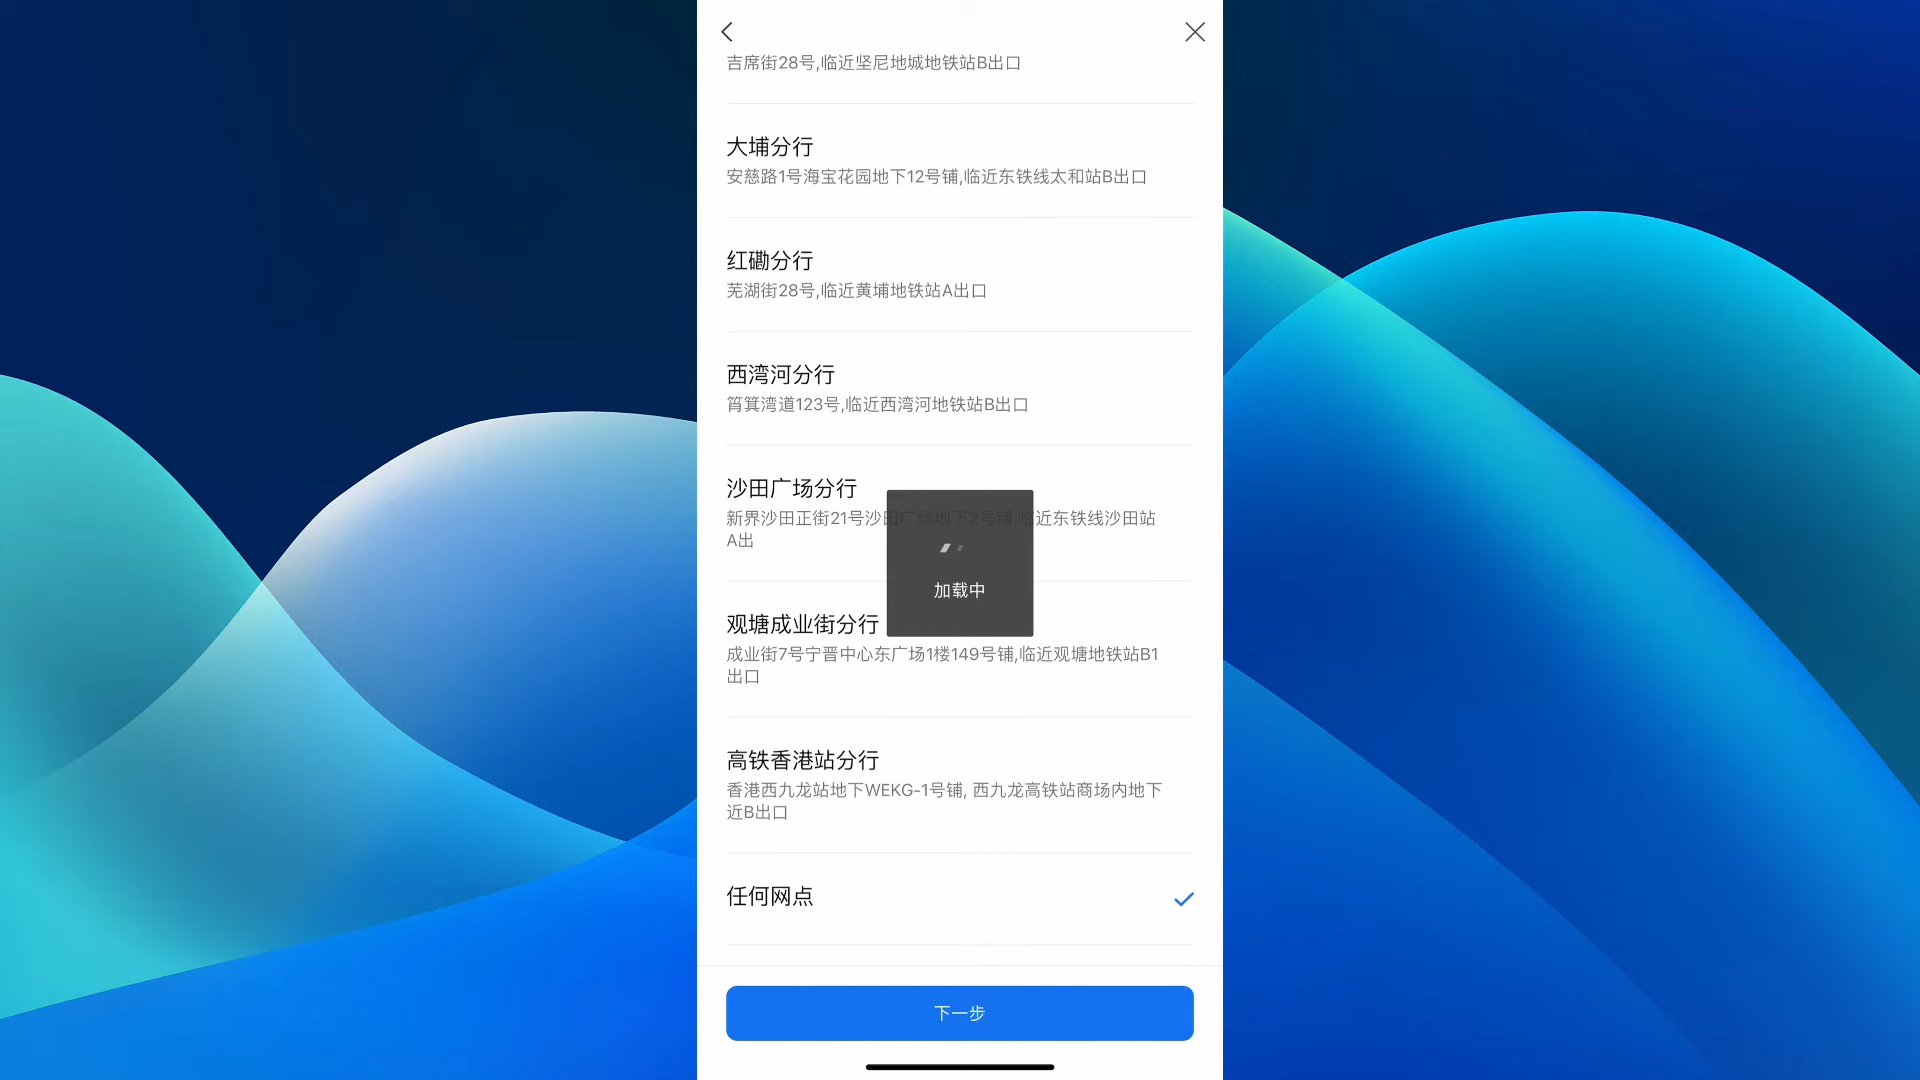 吉席街28号,临近坚尼地城地铁站B出口
大埔分行
安慈路1号海宝花园地下12号铺,临近东铁线太和站B出口
红磡分行
芜湖街28号,临近黄埔地铁站A出口
西湾河分行
筲箕湾道123号,临近西湾河地铁站B出口
沙田广场分行
新界沙田正街21号沙田广场地下2号铺,临近东铁线沙田站
A出
加载中
观塘成业街分行
成业街7号宁晋中心东广场1楼149号铺,临近观塘地铁站B1
出口
高铁香港站分行
香港西九龙站地下WEKG-1号铺, 西九龙高铁站商场内地下
近B出口
任何网点
下一步